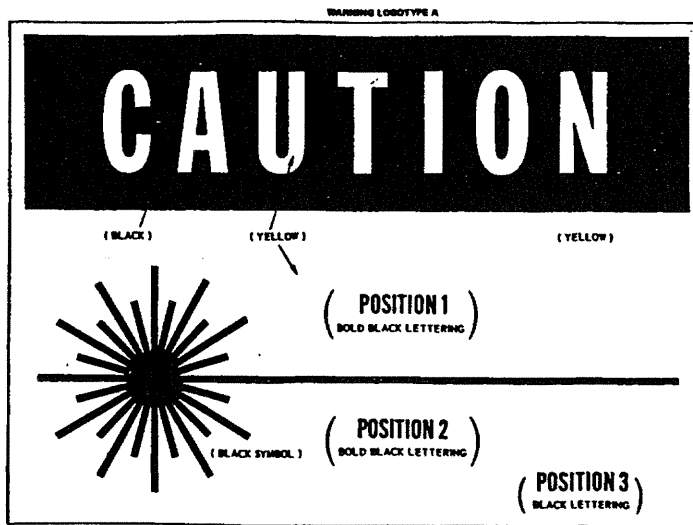 WARNING LOGOTYPE A
CAUTION
( BLACK ) ( YELLOW ) ( YELLOW )
( POSITION 1
BOLD BLACK LETTERING )
( POSITION 2
BOLD BLACK LETTERING )
( BLACK SYMBOL )
( POSITION 3
BLACK LETTERING )